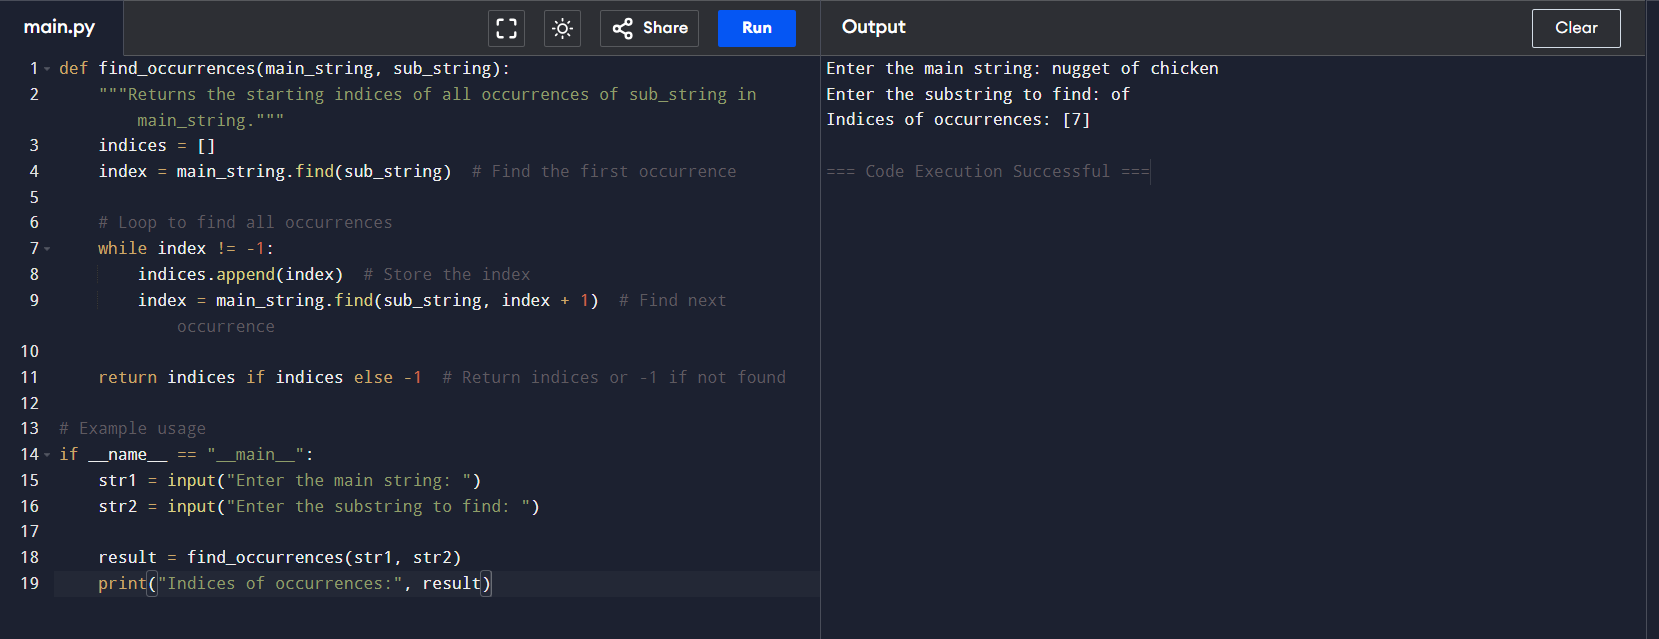 main.py
Share
Run
Output
Clear
1 def find_occurrences(main_string, sub_string):
2     """Returns the starting indices of all occurrences of sub_string in
        main_string."""
3     indices = []
4     index = main_string.find(sub_string)  # Find the first occurrence
5
6     # Loop to find all occurrences
7     while index != -1:
8         indices.append(index)  # Store the index
9         index = main_string.find(sub_string, index + 1)  # Find next
            occurrence
10
11     return indices if indices else -1  # Return indices or -1 if not found
12
13 # Example usage
14 if __name__ == "__main__":
15     str1 = input("Enter the main string: ")
16     str2 = input("Enter the substring to find: ")
17
18     result = find_occurrences(str1, str2)
19     print("Indices of occurrences:", result)
Enter the main string: nugget of chicken
Enter the substring to find: of
Indices of occurrences: [7]
=== Code Execution Successful ===